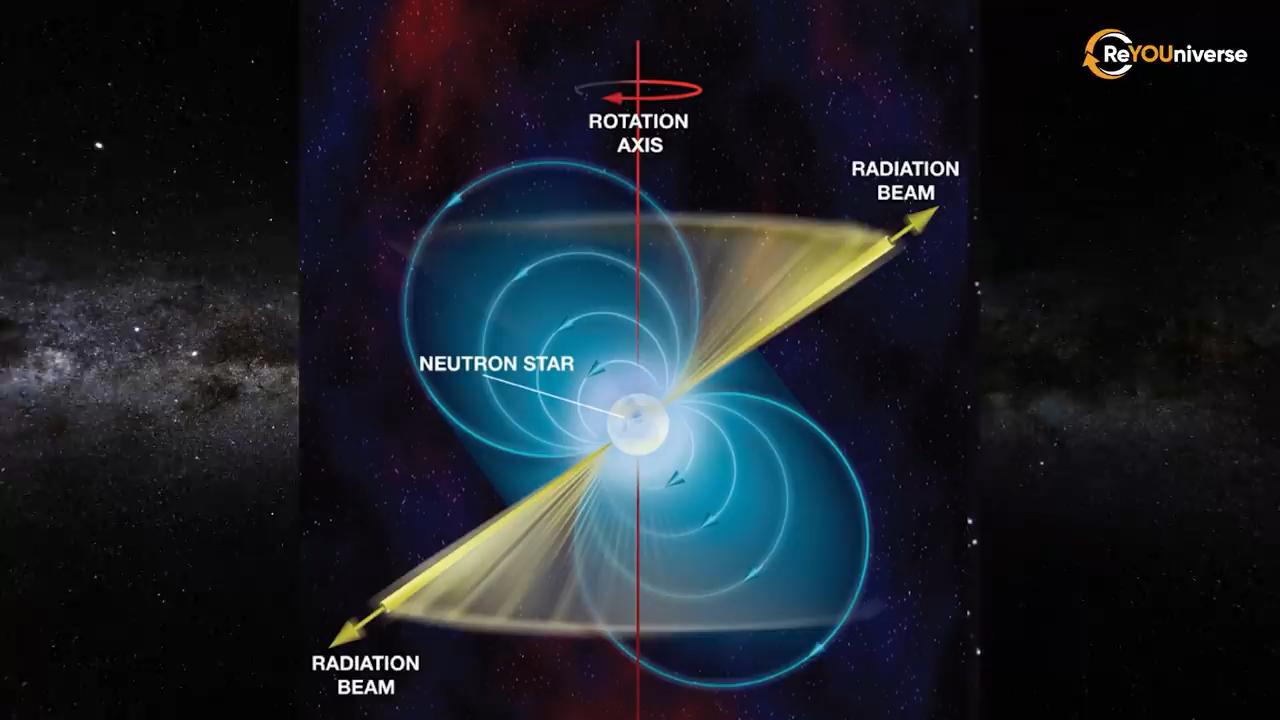 ReYOUniverse
ROTATION
AXIS
RADIATION
BEAM
NEUTRON STAR
RADIATION
BEAM